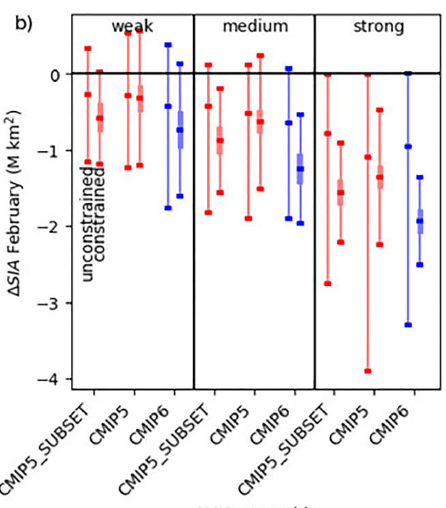 b)
weak medium strong
0
−1
−2
−3
−4
ΔSIA February (M km²)
unconstrained
constrained
CMIP5_SUBSET
CMIP5
CMIP6
CMIP5_SUBSET
CMIP5
CMIP6
CMIP5_SUBSET
CMIP5
CMIP6